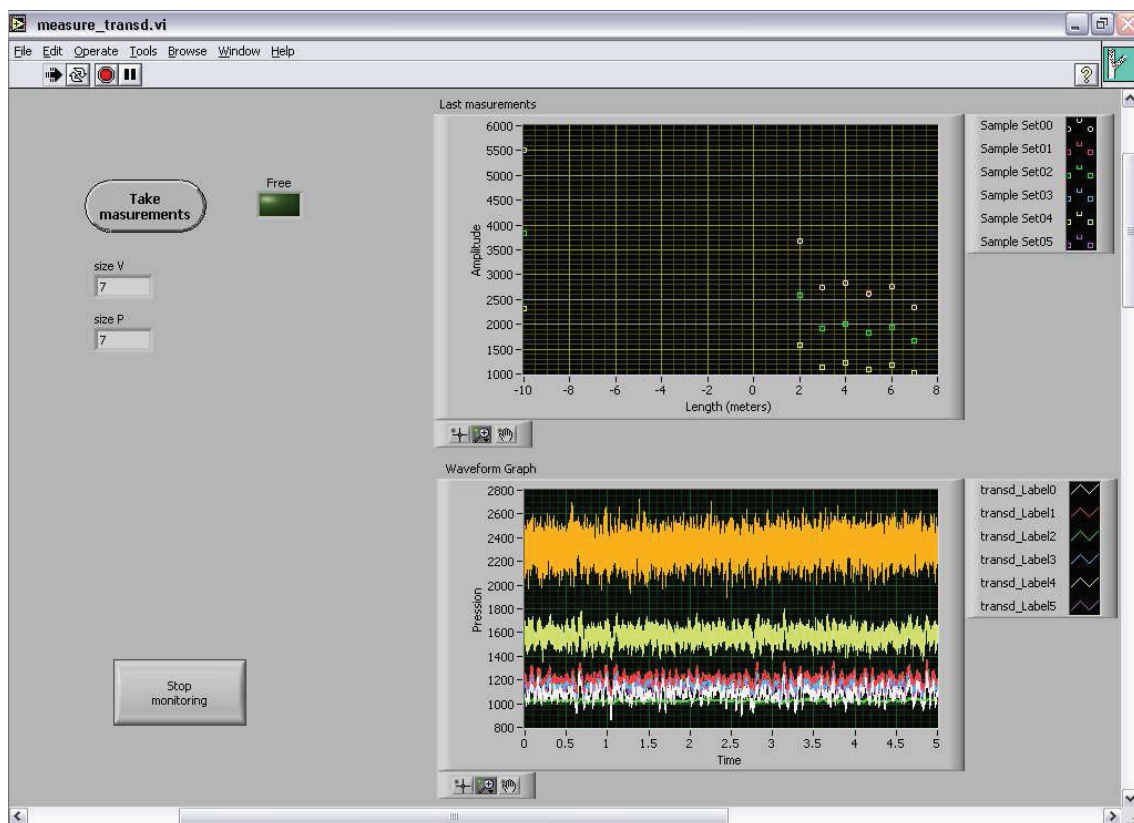 measure_transd.vi
File Edit Operate Tools Browse Window Help
?
Last masurements
6000
5500
5000
4500
4000
3500
3000
2500
2000
1500
1000
Amplitude
-10 -8 -6 -4 -2 0 2 4 6 8
Length (meters)
Sample Set00
Sample Set01
Sample Set02
Sample Set03
Sample Set04
Sample Set05
Take
masurements
Free
size V
7
size P
7
Waveform Graph
2800
2600
2400
2200
2000
1800
1600
1400
1200
1000
800
Pression
0 0.5 1 1.5 2 2.5 3 3.5 4 4.5 5
Time
transd_Label0
transd_Label1
transd_Label2
transd_Label3
transd_Label4
transd_Label5
Stop
monitoring